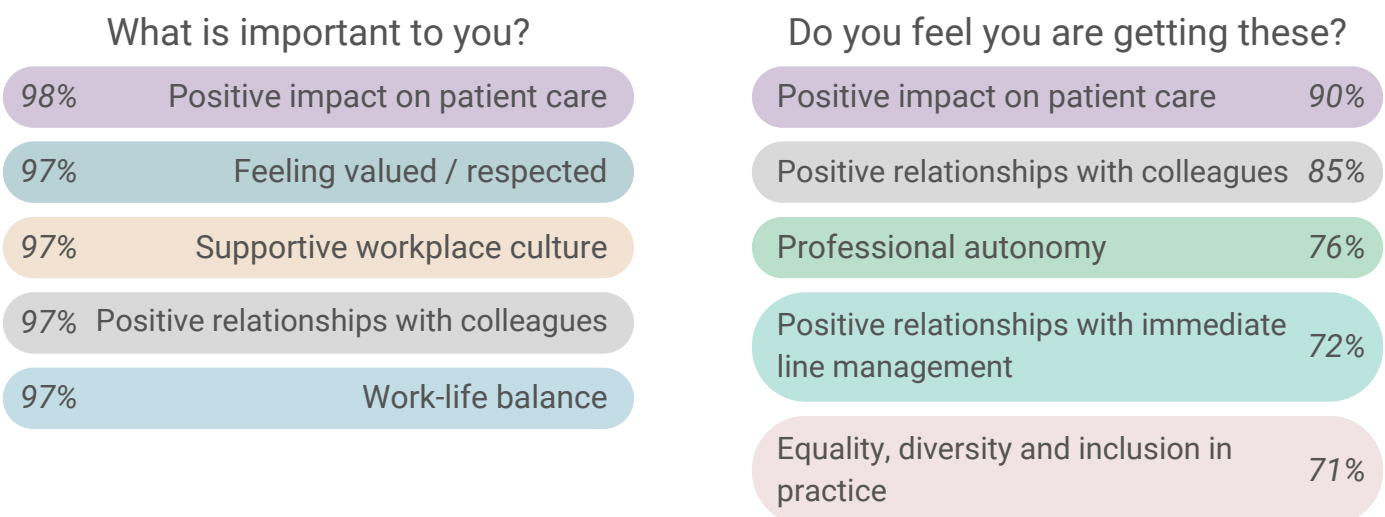 What is important to you?
98% Positive impact on patient care
97% Feeling valued / respected
97% Supportive workplace culture
97% Positive relationships with colleagues
97% Work-life balance
Do you feel you are getting these?
Positive impact on patient care 90%
Positive relationships with colleagues 85%
Professional autonomy 76%
Positive relationships with immediate
line management 72%
Equality, diversity and inclusion in
practice 71%